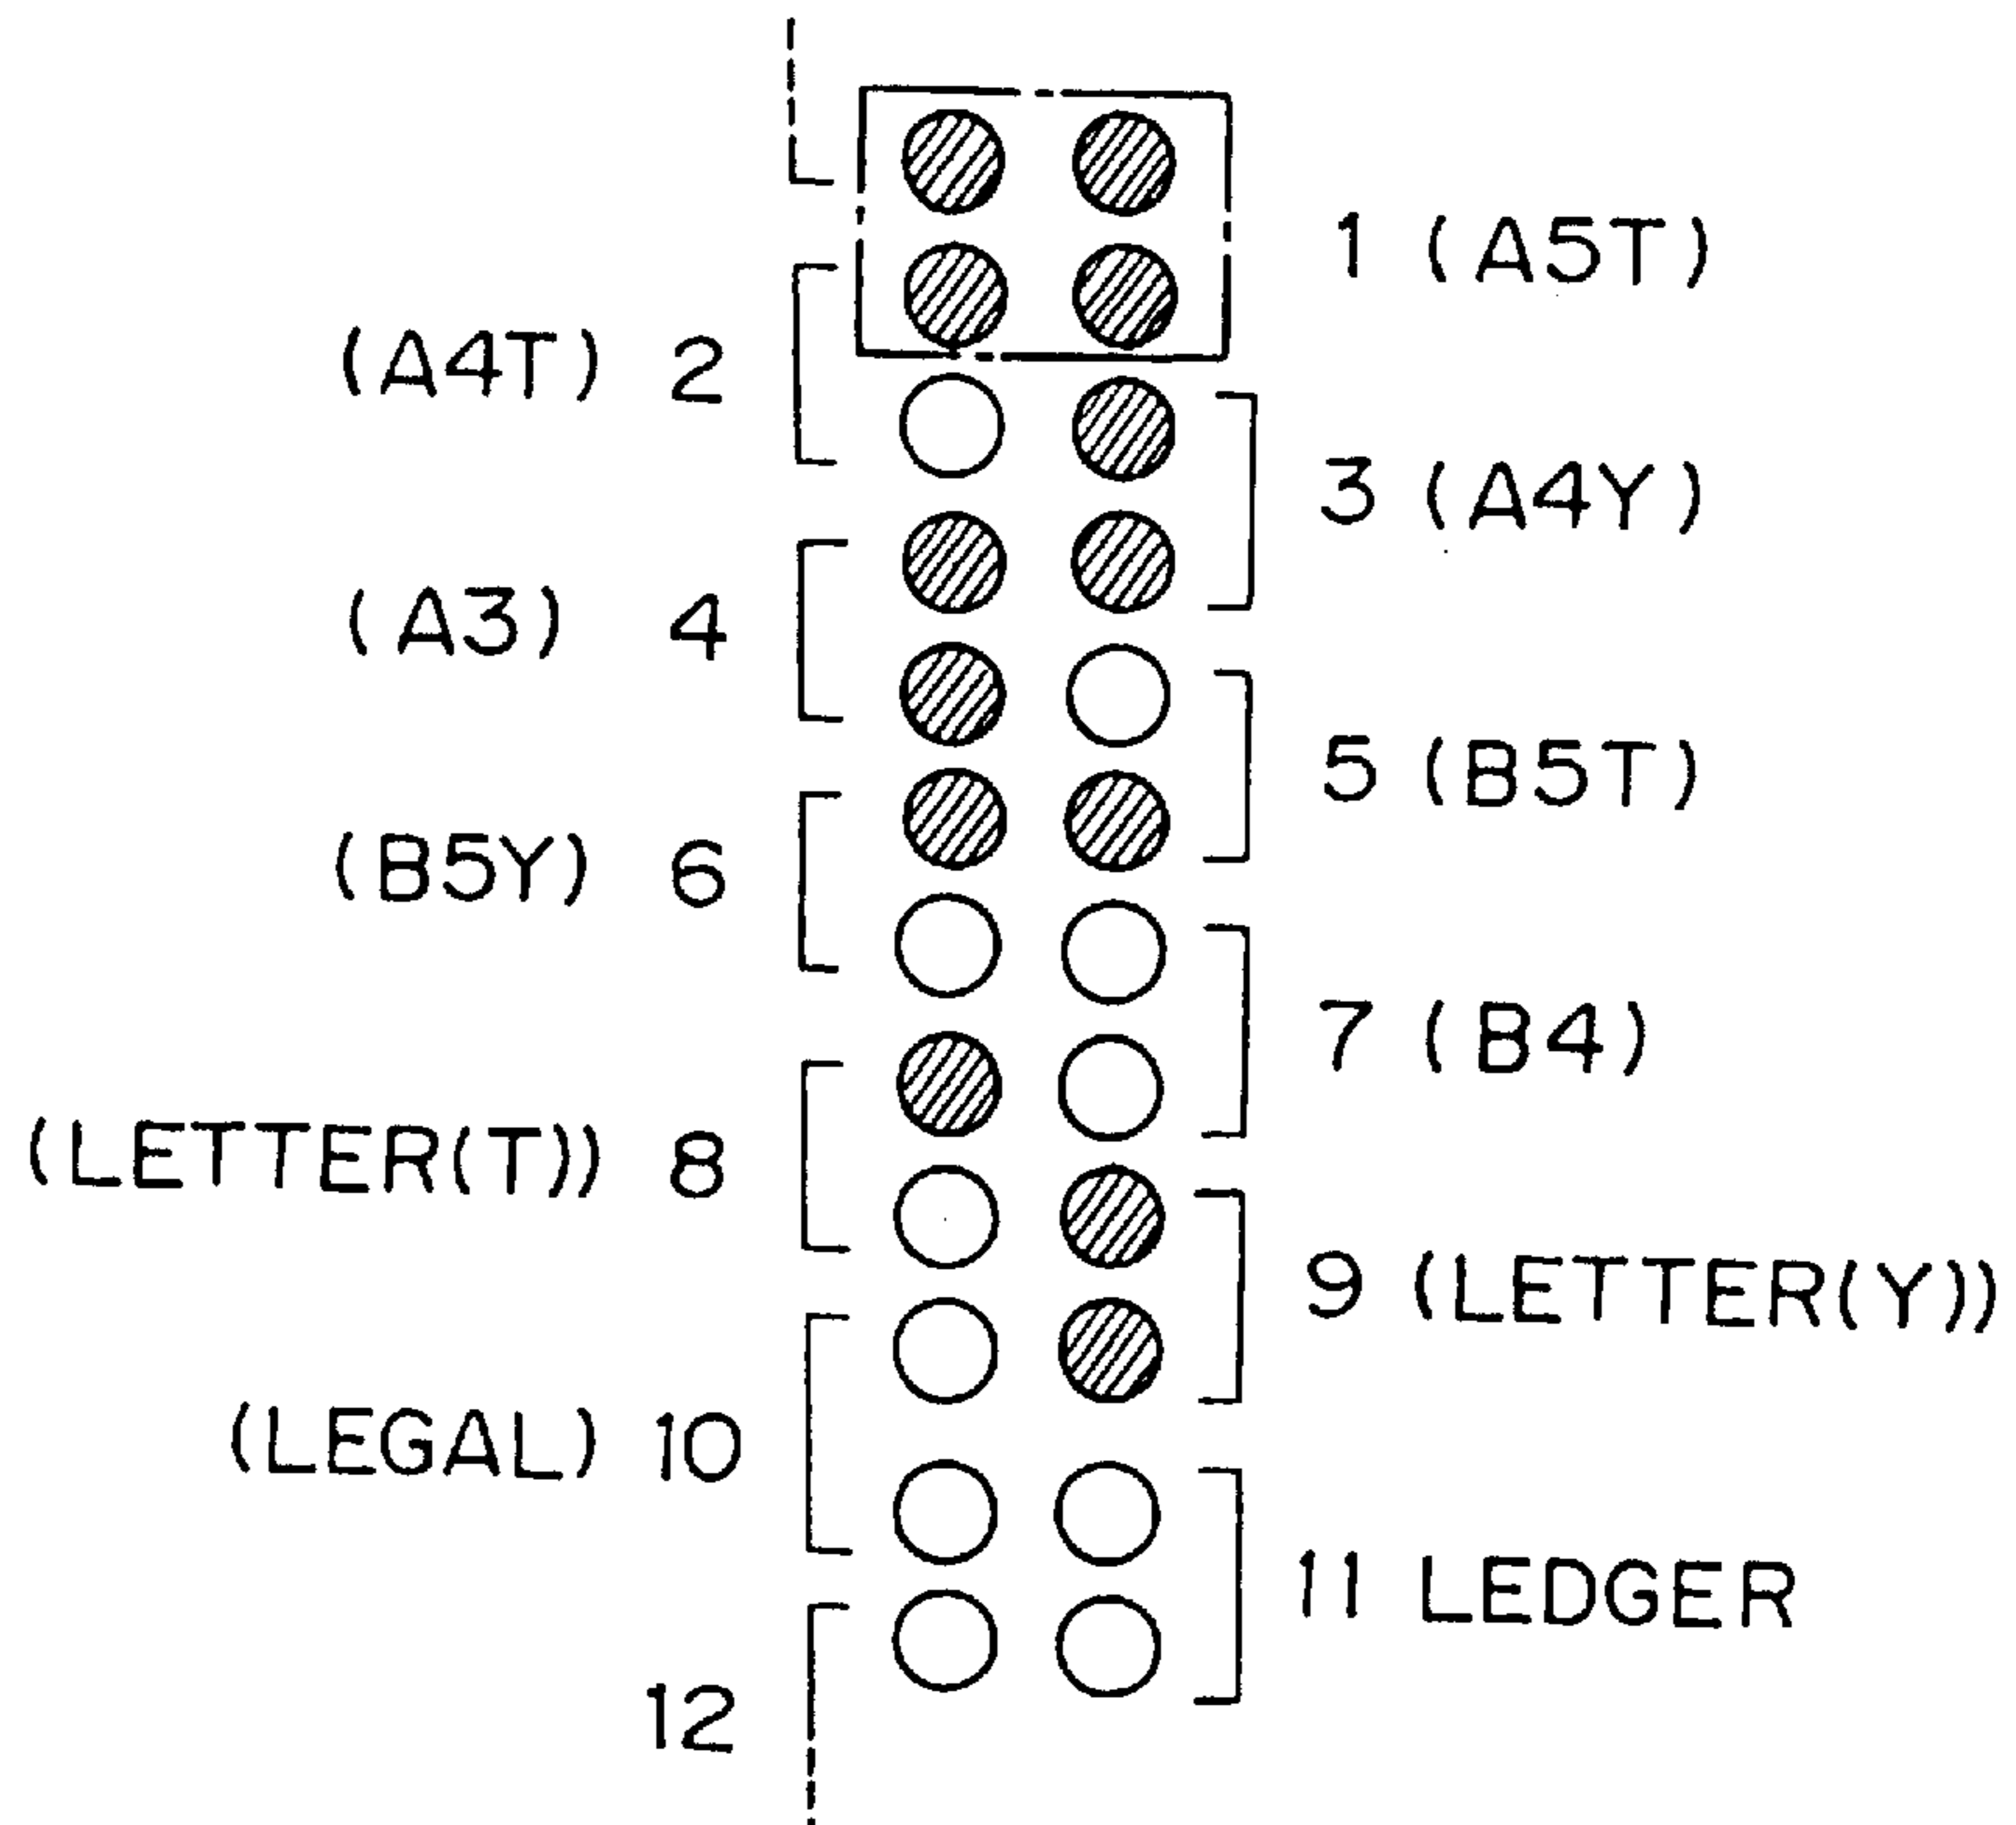 1 (A5T)
(A4T) 2
3 (A4Y)
(A3) 4
5 (B5T)
(B5Y) 6
7 (B4)
(LETTER(T)) 8
9 (LETTER(Y))
(LEGAL) 10
11 LEDGER
12